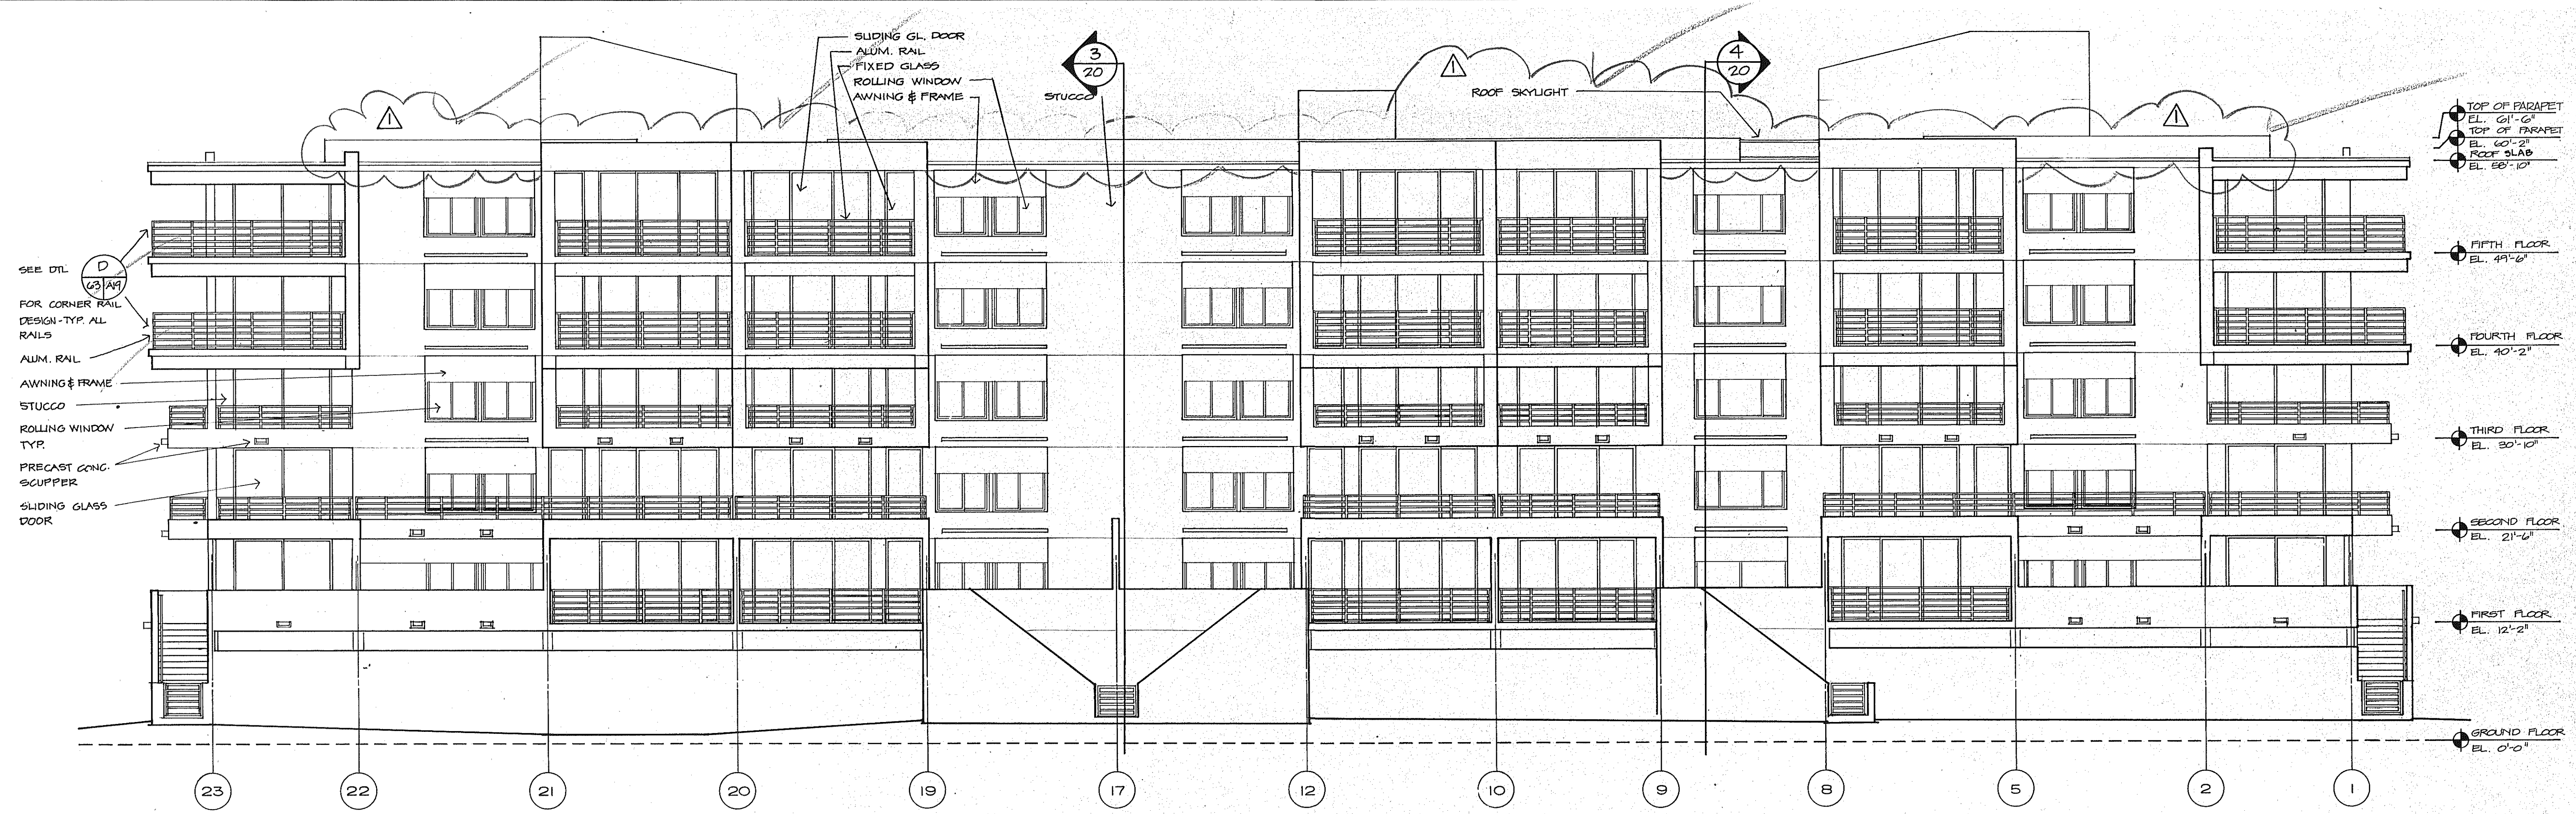 SLIDING GL. DOOR
ALUM. RAIL
FIXED GLASS
ROLLING WINDOW
AWNING & FRAME
3
20
STUCCO
1
1
4
20
ROOF SKYLIGHT
1
TOP OF PARAPET
EL. 61'-6"
TOP OF PARAPET
EL. 60'-2"
ROOF SLAB
EL. 58'-10"
FIFTH FLOOR
EL. 49'-6"
FOURTH FLOOR
EL. 40'-2"
THIRD FLOOR
EL. 30'-10"
SECOND FLOOR
EL. 21'-6"
FIRST FLOOR
EL. 12'-2"
GROUND FLOOR
EL. 0'-0"
SEE DTL
D
63 A19
FOR CORNER RAIL
DESIGN-TYP. ALL
RAILS
ALUM. RAIL
AWNING & FRAME
STUCCO
ROLLING WINDOW
TYP.
PRECAST CONC.
SCUPPER
SLIDING GLASS
DOOR
23
22
21
20
19
17
12
10
9
8
5
2
1